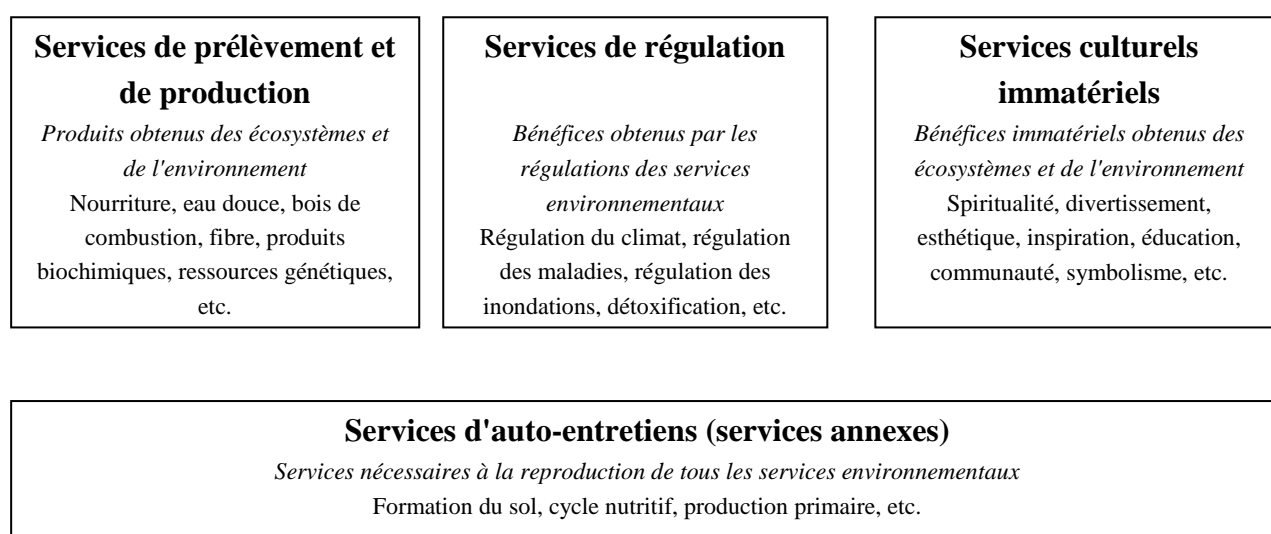 Services de prélèvement et
de production
Produits obtenus des écosystèmes et
de l'environnement
Nourriture, eau douce, bois de
combustion, fibre, produits
biochimiques, ressources génétiques,
etc.
Services de régulation
Bénéfices obtenus par les
régulations des services
environnementaux
Régulation du climat, régulation
des maladies, régulation des
inondations, détoxification, etc.
Services culturels
immatériels
Bénéfices immatériels obtenus des
écosystèmes et de l'environnement
Spiritualité, divertissement,
esthétique, inspiration, éducation,
communauté, symbolisme, etc.
Services d'auto-entretiens (services annexes)
Services nécessaires à la reproduction de tous les services environnementaux
Formation du sol, cycle nutritif, production primaire, etc.